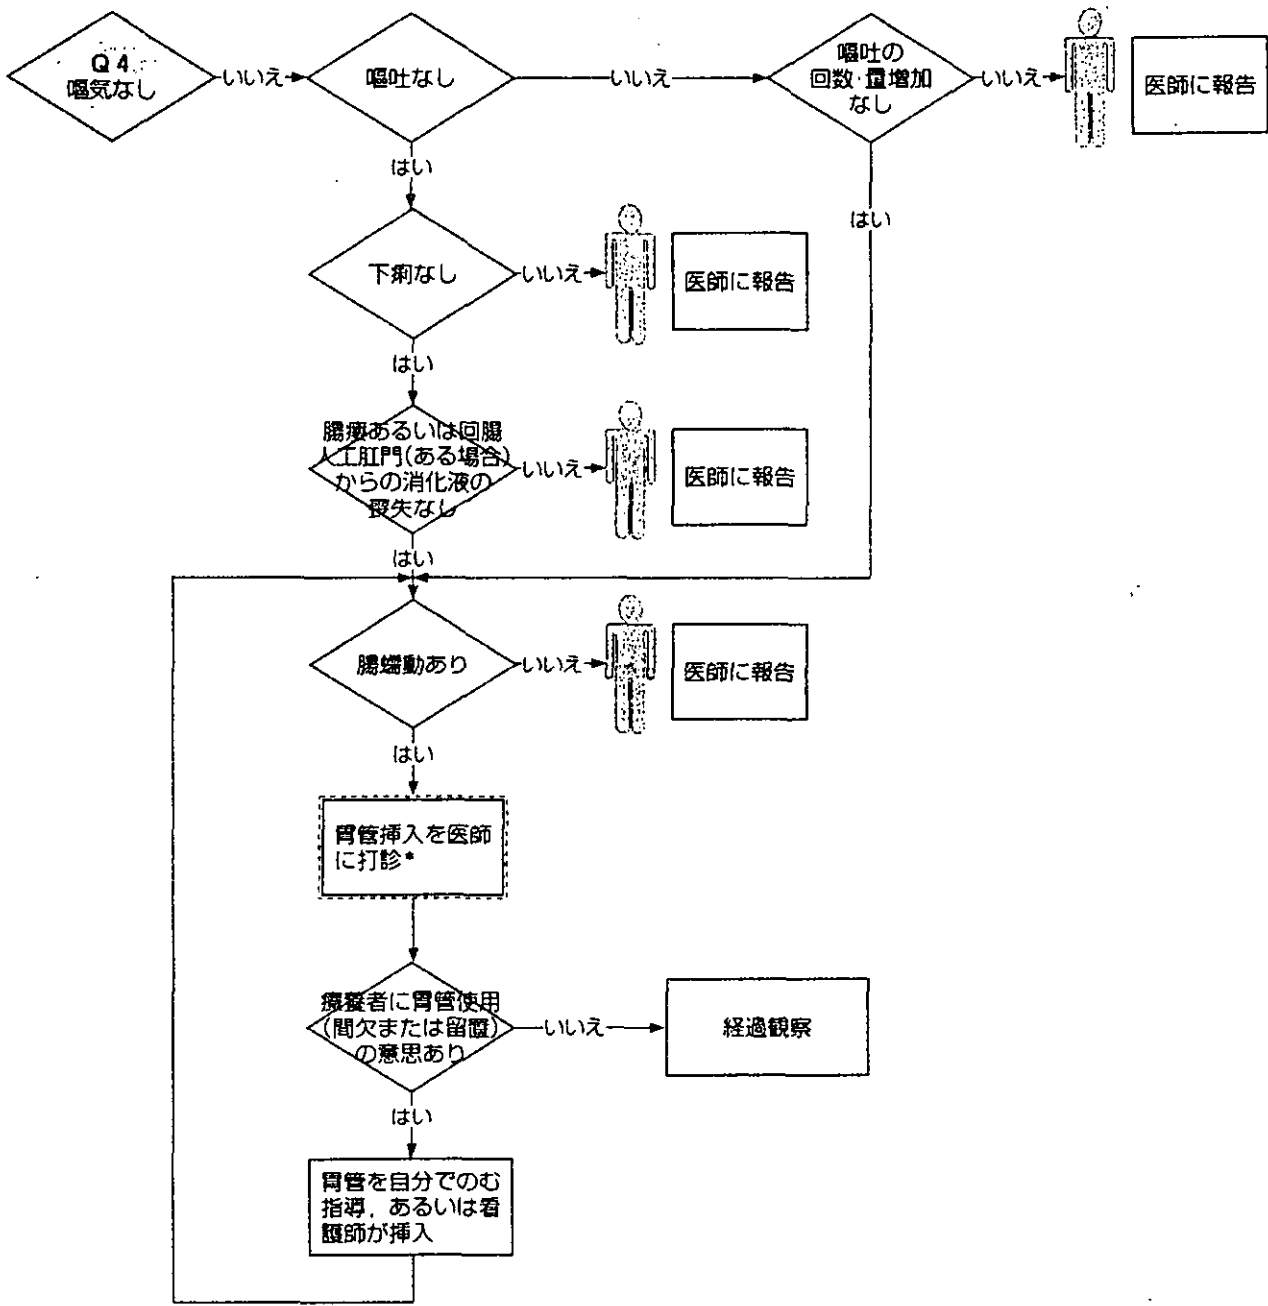 Q4
嘔気なし
いいえ
嘔吐なし
いいえ
嘔吐の
回数・量増加
なし
いいえ
医師に報告
はい
はい
下痢なし
いいえ
医師に報告
はい
腸瘻あるいは回腸
人工肛門(ある場合)
からの消化液の
喪失なし
いいえ
医師に報告
はい
腸蠕動あり
いいえ
医師に報告
はい
胃管挿入を医師
に打診*
療養者に胃管使用
(間欠または留置)
の意思あり
いいえ
経過観察
はい
胃管を自分でのむ
指導,あるいは看
護師が挿入